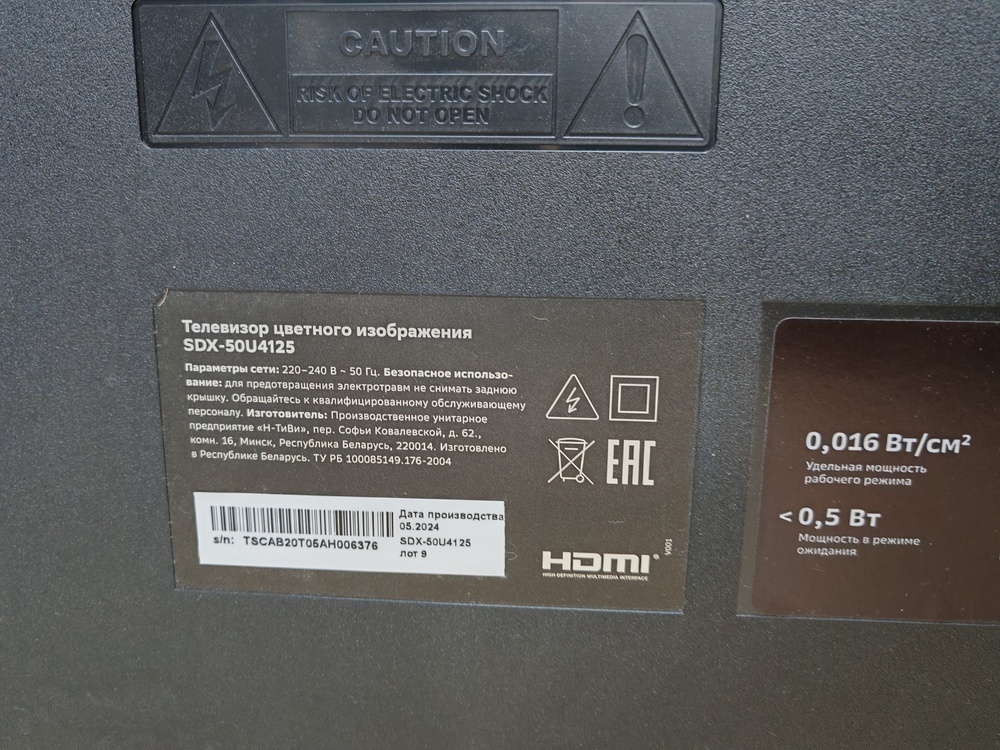 CAUTION
RISK OF ELECTRIC SHOCK
DO NOT OPEN
Телевизор цветного изображения
SDX-50U4125
Параметры сети: 220–240 В ~ 50 Гц. Безопасное использо-
вание: для предотвращения электротравм не снимать заднюю
крышку. Обращайтесь к квалифицированному обслуживающему
персоналу. Изготовитель: Производственное унитарное
предприятие «Н-ТиВи», пер. Софьи Ковалевской, д. 62.,
комн. 16, Минск, Республика Беларусь, 220014. Изготовлено
в Республике Беларусь. ТУ РБ 100085149.176-2004
EAC
Дата производства
05.2024
s/n: TSCAB20T05AH006376
SDX-50U4125
лот 9
HDMI
HIGH-DEFINITION MULTIMEDIA INTERFACE
V001
0,016 Вт/см²
Удельная мощность
рабочего режима
< 0,5 Вт
Мощность в режиме
ожидания